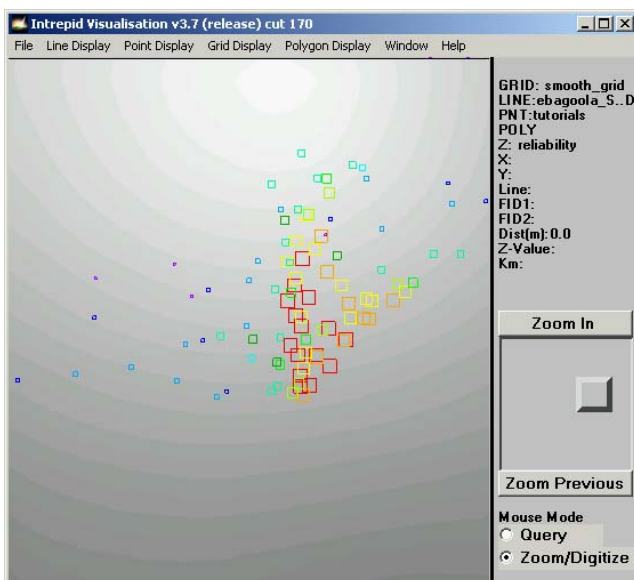 Intrepid Visualisation v3.7 (release) cut 170
File Line Display Point Display Grid Display Polygon Display Window Help
GRID: smooth_grid
LINE:ebagoola_S..D
PNT:tutorials
POLY
Z: reliability
X:
Y:
Line:
FID1:
FID2:
Dist(m):0.0
Z-Value:
Km:
Zoom In
Zoom Previous
Mouse Mode
Query
Zoom/Digitize